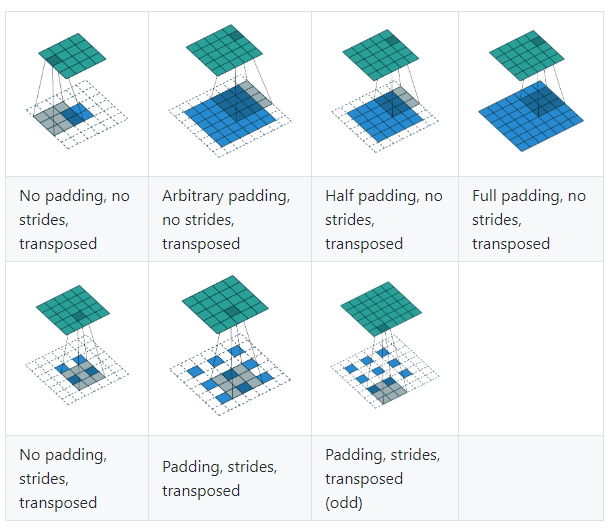 No padding, no
strides,
transposed
Arbitrary padding,
no strides,
transposed
Half padding, no
strides,
transposed
Full padding, no
strides,
transposed
No padding,
strides,
transposed
Padding, strides,
transposed
Padding, strides,
transposed
(odd)